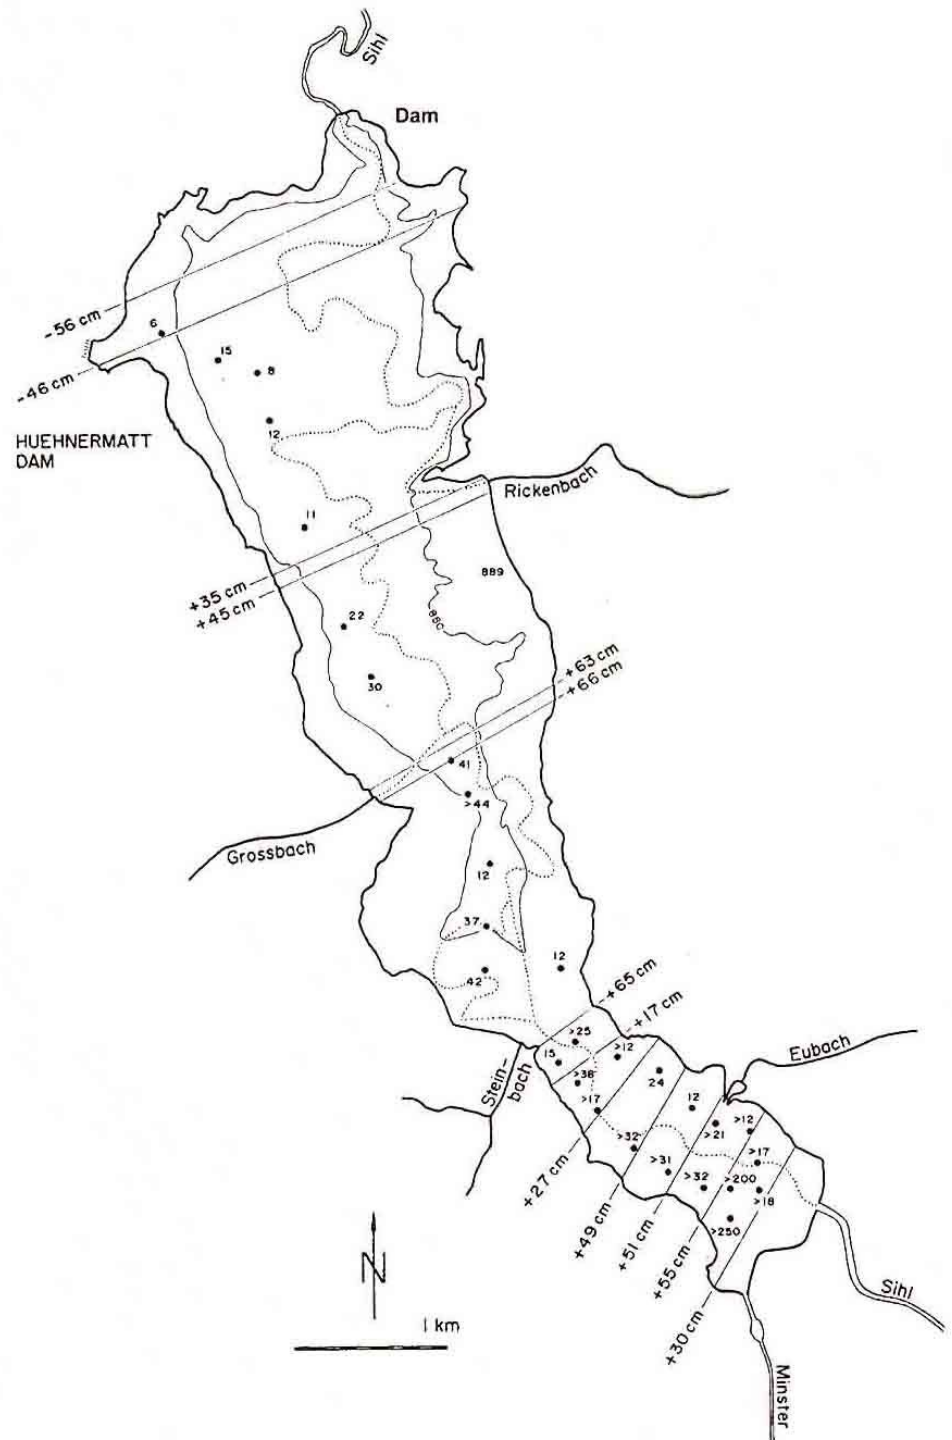 Sihl
Dam
-56 cm
6
-46 cm
15
8
HUEHNERMATT
DAM
12
Rickenbach
11
+35 cm
+45 cm
889
880
22
+63 cm
+66 cm
30
41
>44
Grossbach
12
37
42
12
+65 cm
+17 cm
>25
15
>12
Stein-
bach
>38
24
Eubach
>17
12
>21
>12
>32
>31
>17
>32
>200
>18
>250
+27 cm
+49 cm
+51 cm
+55 cm
+30 cm
N
1 km
Sihl
Minster